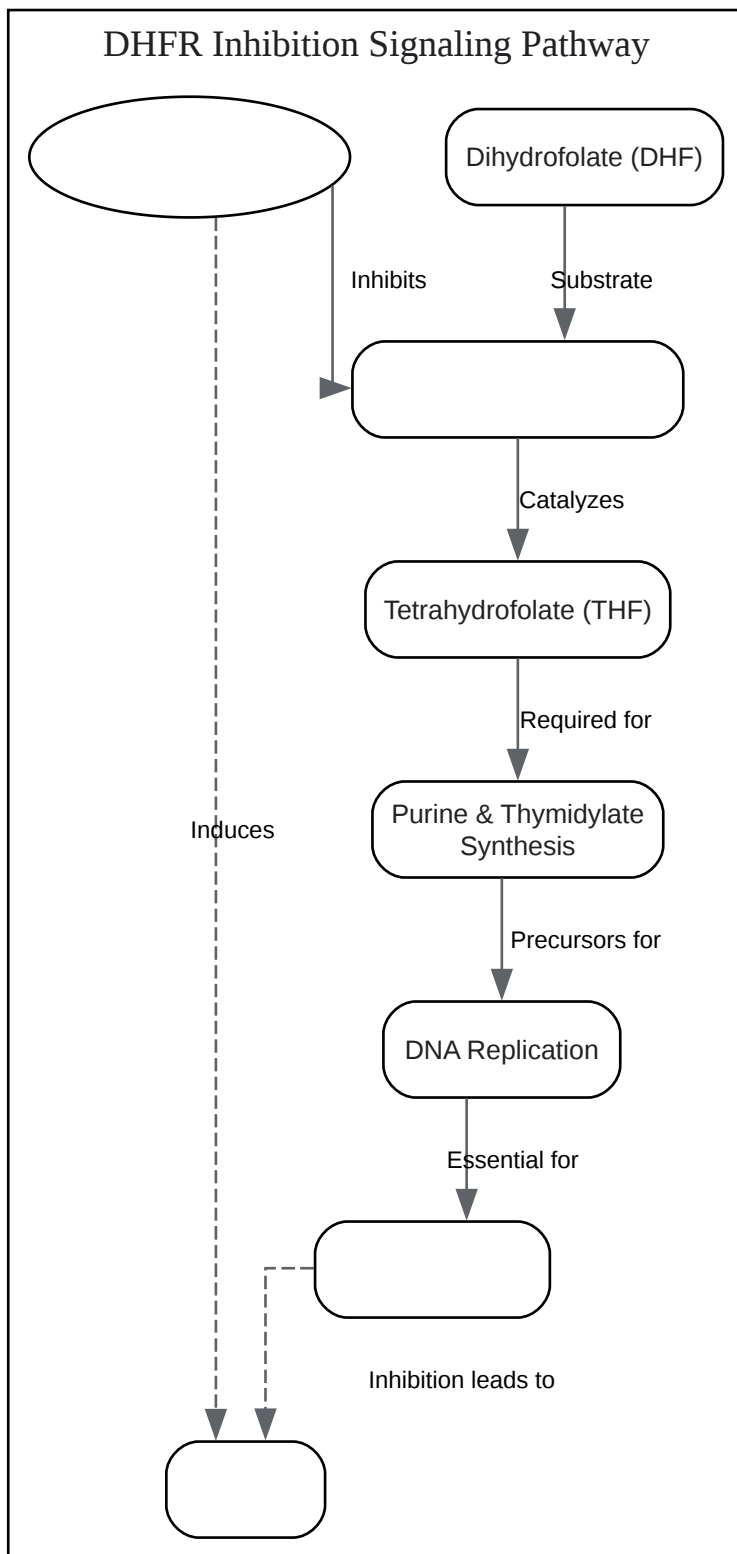 DHFR Inhibition Signaling Pathway
Dihydrofolate (DHF)
Inhibits
Substrate
Catalyzes
Tetrahydrofolate (THF)
Required for
Purine & Thymidylate
Synthesis
Induces
Precursors for
DNA Replication
Essential for
Inhibition leads to